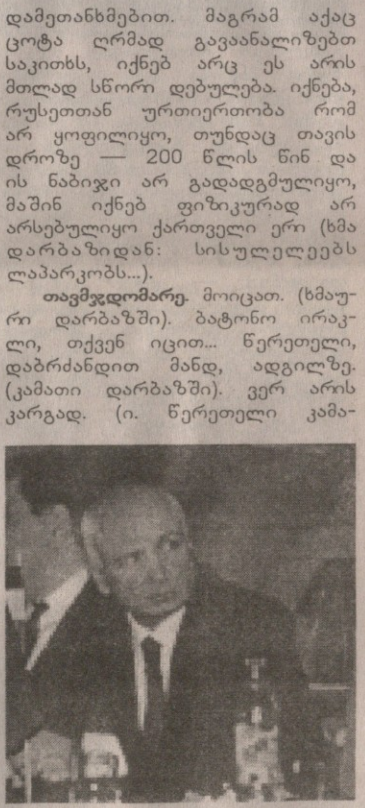 დამეთანხმებით. მაგრამ აქაც
ცოტა ღრმად გავაანალიზებთ
საკითხს, იქნებ არც ეს არის
მთლად სწორი დებულება. იქნება,
რუსეთთან ურთიერთობა რომ
არ ყოფილიყო, თუნდაც თავის
დროზე — 200 წლის წინ და
ის ნაბიჯი არ გადადგმულიყო,
მაშინ იქნებ ფიზიკურად არ
არსებულიყო ქართველი ერი (ხმა
დარბაზიდან: სისულელეებს
ლაპარკობს...).
თავმჯდომარე. მოიცათ. (ხმაუ-
რი დარბაზში). ბატონო ირაკ-
ლი, თქვენ იცით... წერეთელი,
დაბრძანდით მანდ, ადგილზე.
(კამათი დარბაზში). ვერ არის
კარგად. (ი. წერეთელი კამა-